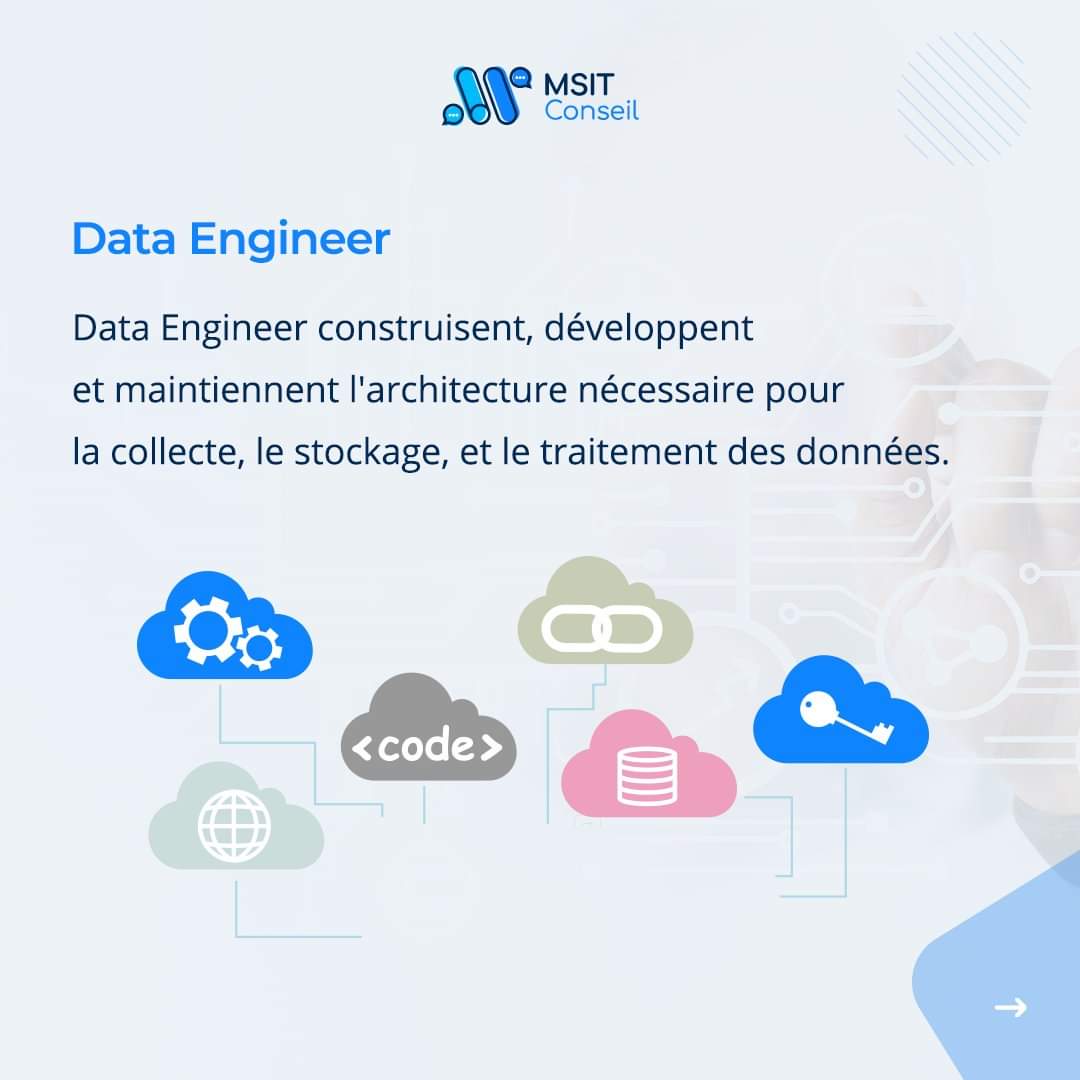 MSIT
Conseil
Data Engineer
Data Engineer construisent, développent
et maintiennent l'architecture nécessaire pour
la collecte, le stockage, et le traitement des données.
<code>